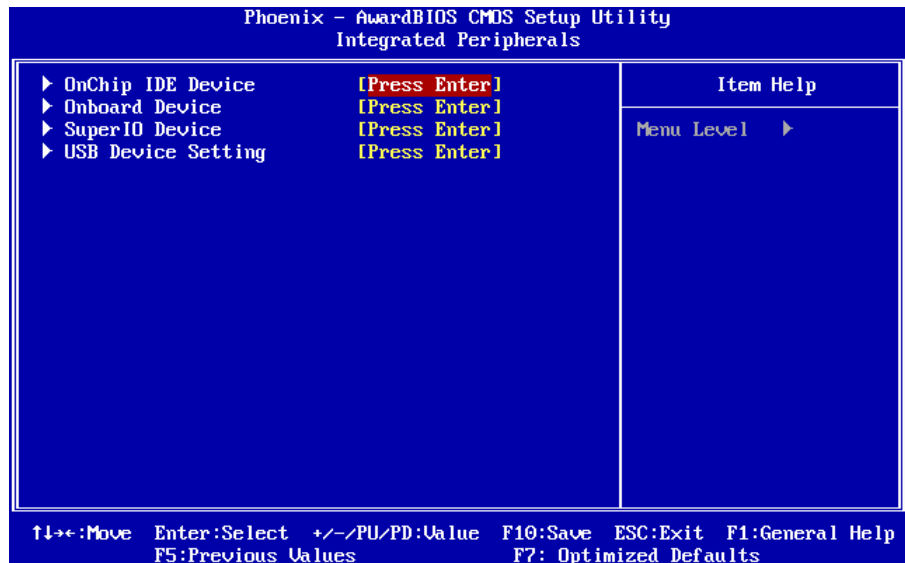 Phoenix - AwardBIOS CMOS Setup Utility
Integrated Peripherals
▶ OnChip IDE Device [Press Enter]
▶ Onboard Device [Press Enter]
▶ SuperIO Device [Press Enter]
▶ USB Device Setting [Press Enter]
Item Help
Menu Level ▶
↑↓→←:Move Enter:Select +/-/PU/PD:Value F10:Save ESC:Exit F1:General Help
F5:Previous Values F7: Optimized Defaults